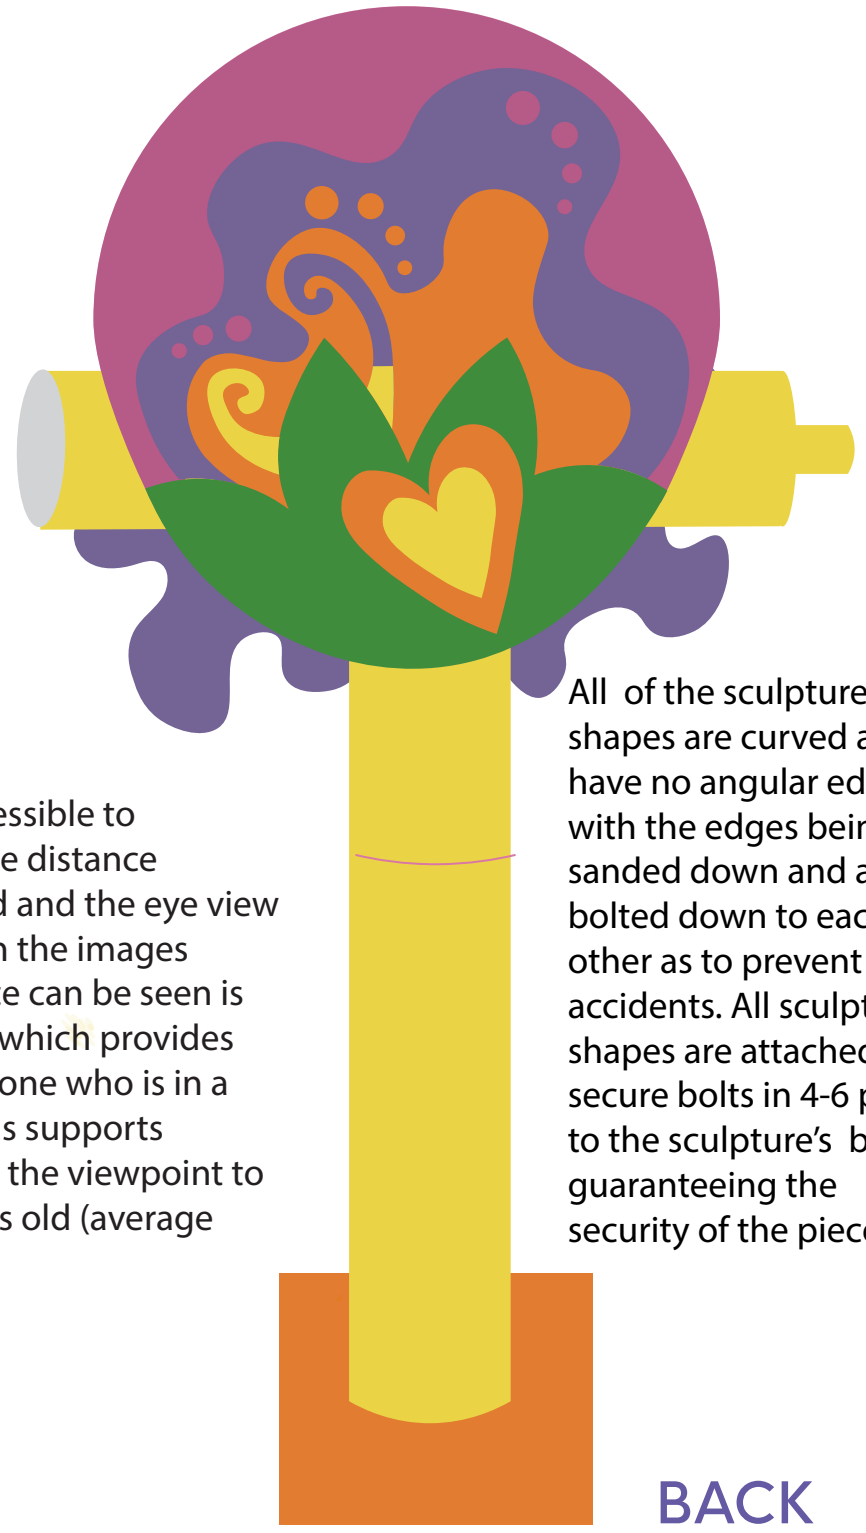 essible to
e distance
d and the eye view
n the images
te can be seen is
which provides
one who is in a
s supports
the viewpoint to
s old (average
All of the sculpture
shapes are curved a
have no angular ed
with the edges bein
sanded down and a
bolted down to eac
other as to prevent
accidents. All sculpt
shapes are attached
secure bolts in 4-6 p
to the sculpture’s b
guaranteeing the
security of the piec
BACK